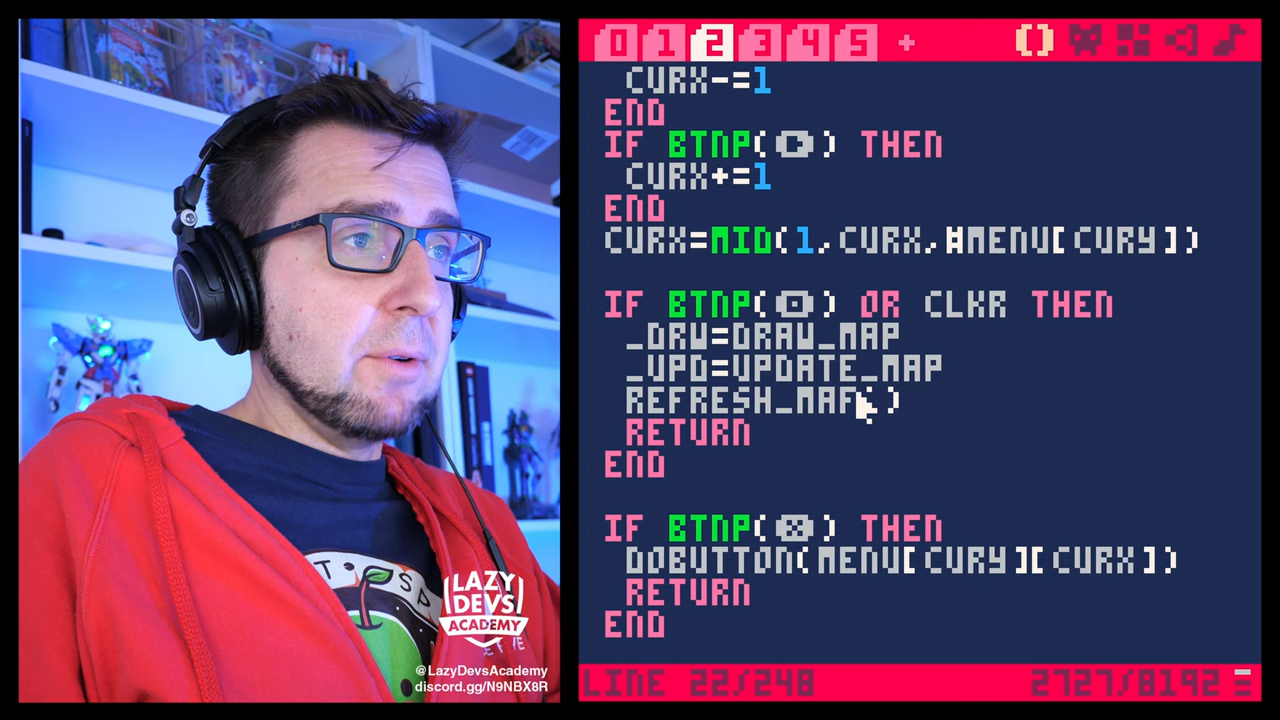 0 1 2 3 4 5 +
CURX-=1
END
IF BTNP(▶) THEN
CURX+=1
END
CURX=MID(1,CURX,#MENU[CURY])
IF BTNP(🅾) OR CLKR THEN
_DRW=DRAW_MAP
_UPD=UPDATE_MAP
REFRESH_MAP()
RETURN
END
IF BTNP(❎) THEN
DOBUTTON(MENU[CURY][CURX])
RETURN
END
LINE 22/248
2727/8192
LAZY
DEVS
ACADEMY
@LazyDevsAcademy
discord.gg/N9NBX8R